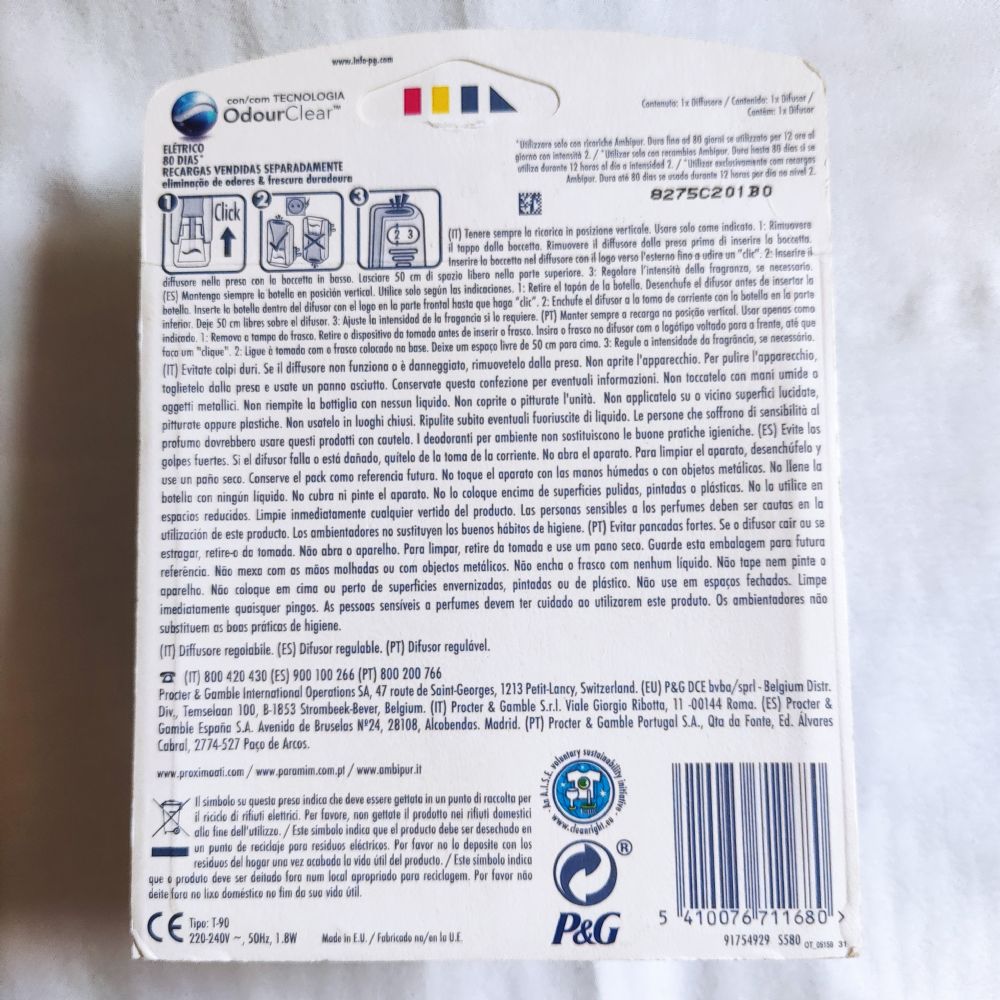 www.info-pg.com
con/com TECNOLOGIA
OdourClear™
ELÉTRICO
80 DIAS*
RECARGAS VENDIDAS SEPARADAMENTE
eliminação de odores & frescura duradoura
Contenuto: 1x Diffusore / Contenido: 1x Difusor /
Contém: 1x Difusor
*Utilizzare solo con ricariche Ambipur. Dura fino ad 80 giorni se utilizzato per 12 ore al
giorno con intensità 2. / *Utilizar solo con recambios Ambipur. Dura hasta 80 días si se
utiliza durante 12 horas al día a intensidad 2. / *Utilizar exclusivamente com recargas
Ambipur. Dura até 80 dias se usado durante 12 horas por dia no nível 2.
8275C201B0
1 Click 2 3 2 3
(IT) Tenere sempre la ricarica in posizione verticale. Usare solo come indicato. 1: Rimuovere
il tappo dalla boccetta. Rimuovere il diffusore dalla presa prima di inserire la boccetta.
Inserire la boccetta nel diffusore con il logo verso l'esterno fino a udire un "clic". 2: Inserire il
diffusore nella presa con la boccetta in basso. Lasciare 50 cm di spazio libero nella parte superiore. 3: Regolare l'intensità della fragranza, se necessario.
(ES) Mantenga siempre la botella en posición vertical. Utilice solo según las indicaciones. 1: Retire el tapón de la botella. Desenchufe el difusor antes de insertar la
botella. Inserte la botella dentro del difusor con el logo en la parte frontal hasta que haga "clic". 2: Enchufe el difusor a la toma de corriente con la botella en la parte
inferior. Deje 50 cm libres sobre el difusor. 3: Ajuste la intensidad de la fragancia si lo requiere. (PT) Manter sempre a recarga na posição vertical. Usar apenas como
indicado. 1: Remova a tampa do frasco. Retire o dispositivo da tomada antes de inserir o frasco. Insira o frasco no difusor com o logótipo voltado para a frente, até que
faça um "clique". 2: Ligue à tomada com o frasco colocado na base. Deixe um espaço livre de 50 cm para cima. 3: Regule a intensidade da fragrância, se necessário.
(IT) Evitate colpi duri. Se il diffusore non funziona o è danneggiato, rimuovetelo dalla presa. Non aprite l'apparecchio. Per pulire l'apparecchio,
toglietelo dalla presa e usate un panno asciutto. Conservate questa confezione per eventuali informazioni. Non toccatelo con mani umide o
oggetti metallici. Non riempite la bottiglia con nessun liquido. Non coprite o pitturate l'unità. Non applicatelo su o vicino superfici lucidate,
pitturate oppure plastiche. Non usatelo in luoghi chiusi. Ripulite subito eventuali fuoriuscite di liquido. Le persone che soffrono di sensibilità al
profumo dovrebbero usare questi prodotti con cautela. I deodoranti per ambiente non sostituiscono le buone pratiche igieniche. (ES) Evite los
golpes fuertes. Si el difusor falla o está dañado, quítelo de la toma de la corriente. No abra el aparato. Para limpiar el aparato, desenchúfelo y
use un paño seco. Conserve el pack como referencia futura. No toque el aparato con las manos húmedas o con objetos metálicos. No llene la
botella con ningún líquido. No cubra ni pinte el aparato. No lo coloque encima de superficies pulidas, pintadas o plásticas. No lo utilice en
espacios reducidos. Limpie inmediatamente cualquier vertido del producto. Las personas sensibles a los perfumes deben ser cautas en la
utilización de este producto. Los ambientadores no sustituyen los buenos hábitos de higiene. (PT) Evitar pancadas fortes. Se o difusor cair ou se
estragar, retire-o da tomada. Não abra o aparelho. Para limpar, retire da tomada e use um pano seco. Guarde esta embalagem para futura
referência. Não mexa com as mãos molhadas ou com objectos metálicos. Não encha o frasco com nenhum líquido. Não tape nem pinte o
aparelho. Não coloque em cima ou perto de superfícies envernizadas, pintadas ou de plástico. Não use em espaços fechados. Limpe
imediatamente quaisquer pingos. As pessoas sensíveis a perfumes devem ter cuidado ao utilizarem este produto. Os ambientadores não
substituem as boas práticas de higiene.
(IT) Diffusore regolabile. (ES) Difusor regulable. (PT) Difusor regulável.
☎ (IT) 800 420 430 (ES) 900 100 266 (PT) 800 200 766
Procter & Gamble International Operations SA, 47 route de Saint-Georges, 1213 Petit-Lancy, Switzerland. (EU) P&G DCE bvba/sprl - Belgium Distr.
Div., Temselaan 100, B-1853 Strombeek-Bever, Belgium. (IT) Procter & Gamble S.r.l. Viale Giorgio Ribotta, 11 -00144 Roma. (ES) Procter &
Gamble España S.A. Avenida de Bruselas Nº24, 28108, Alcobendas. Madrid. (PT) Procter & Gamble Portugal S.A., Qta da Fonte, Ed. Álvares
Cabral, 2774-527 Paço de Arcos.
www.proximaati.com / www.paramim.com.pt / www.ambipur.it
An A.I.S.E. voluntary sustainability initiative
www.cleanright.eu
Il simbolo su questa presa indica che deve essere gettata in un punto di raccolta per
il riciclo di rifiuti elettrici. Per favore, non gettate il prodotto nei rifiuti domestici
alla fine dell'utilizzo. / Este símbolo indica que el producto debe ser desechado en
un punto de reciclaje para residuos eléctricos. Por favor no lo deposite con los
residuos del hogar una vez acabada la vida útil del producto. / Este símbolo indica
que o produto deve ser deitado fora num local apropriado para reciclagem. Por favor não
deite fora no lixo doméstico no fim da sua vida útil.
CE Tipo: T-90
220-240V ~, 50Hz, 1.8W
Made in E.U. / Fabricado na/en la U.E.
®
P&G
5 410076 711680 >
91754929 S580 OT_05158 31